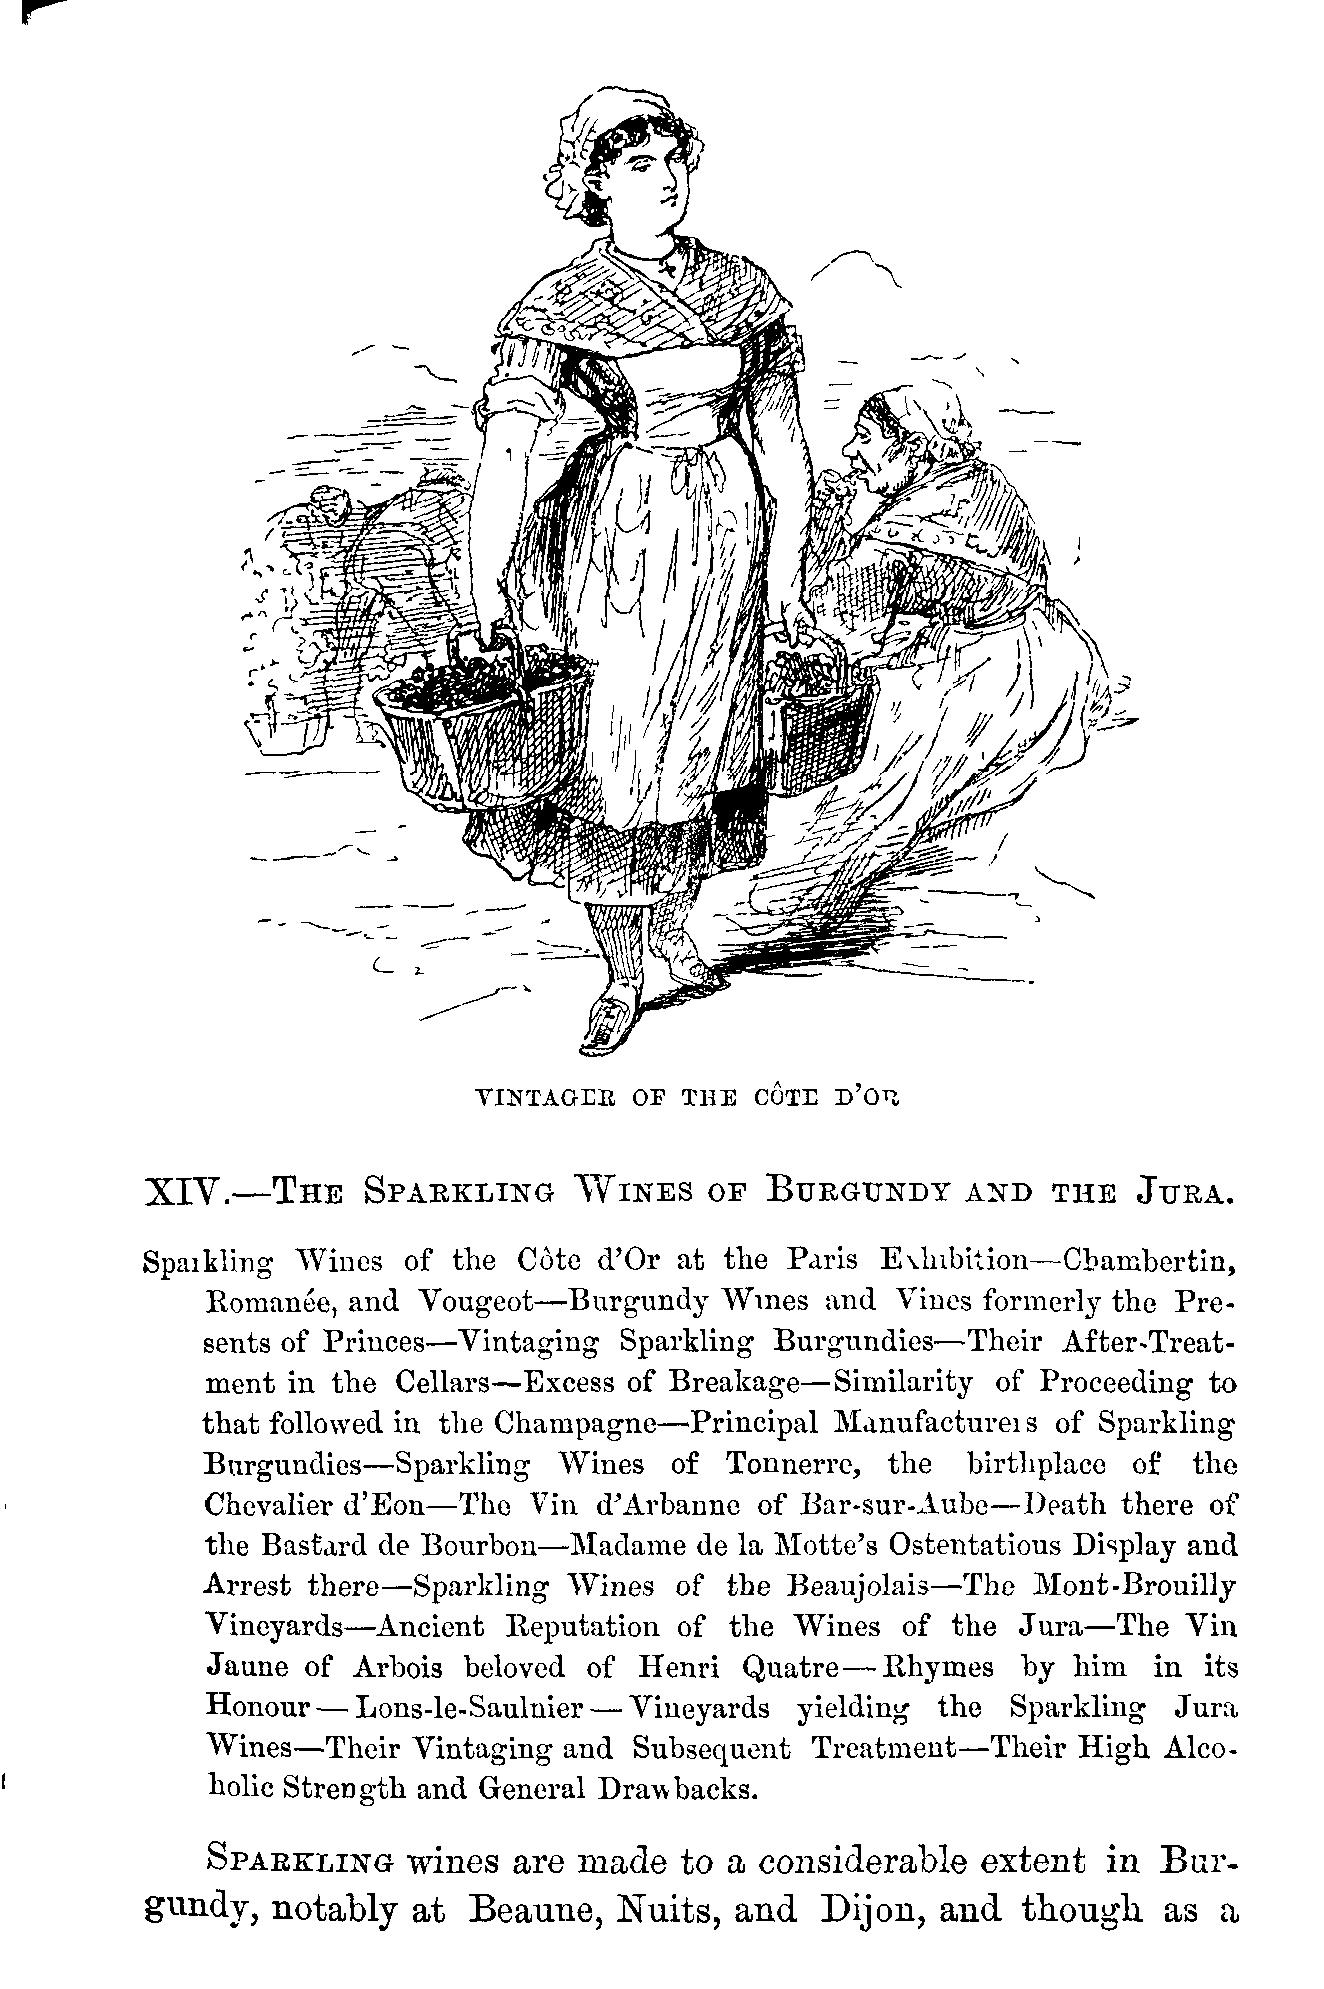 VINTAGER OF THE CÔTE D'OR
XIV.—THE SPARKLING WINES OF BURGUNDY AND THE JURA.
Sparkling Wines of the Côte d'Or at the Paris Exhibition—Chambertin,
Romanée, and Vougeot—Burgundy Wines and Vines formerly the Pre-
sents of Princes—Vintaging Sparkling Burgundies—Their After-Treat-
ment in the Cellars—Excess of Breakage—Similarity of Proceeding to
that followed in the Champagne—Principal Manufacturers of Sparkling
Burgundies—Sparkling Wines of Tonnerre, the birthplace of the
Chevalier d'Eon—The Vin d'Arbanne of Bar-sur-Aube—Death there of
the Bastard de Bourbon—Madame de la Motte's Ostentatious Display and
Arrest there—Sparkling Wines of the Beaujolais—The Mont-Brouilly
Vineyards—Ancient Reputation of the Wines of the Jura—The Vin
Jaune of Arbois beloved of Henri Quatre—Rhymes by him in its
Honour—Lons-le-Saulnier—Vineyards yielding the Sparkling Jura
Wines—Their Vintaging and Subsequent Treatment—Their High Alco-
holic Strength and General Drawbacks.
SPARKLING wines are made to a considerable extent in Bur-
gundy, notably at Beaune, Nuits, and Dijon, and though as a